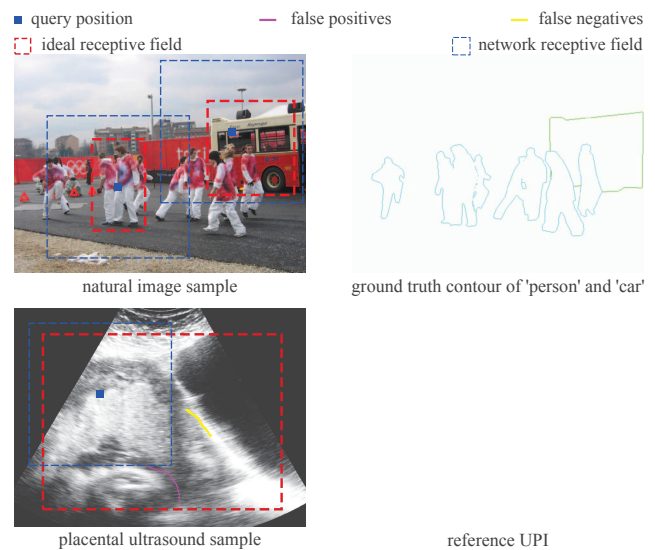 query position
false positives
false negatives
ideal receptive field
network receptive field
natural image sample
ground truth contour of 'person' and 'car'
placental ultrasound sample
reference UPI